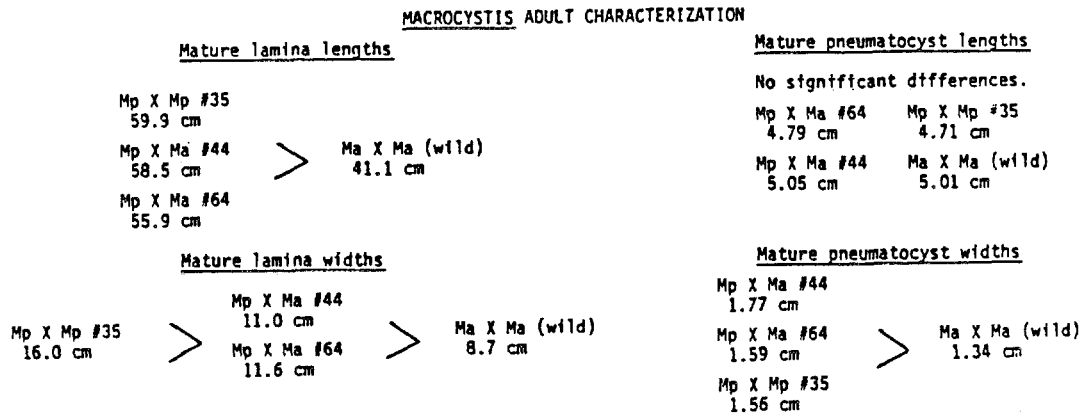 MACROCYSTIS ADULT CHARACTERIZATION
Mature lamina lengths
Mp X Mp #35
59.9 cm
Mp X Ma #44
58.5 cm
Mp X Ma #64
55.9 cm
>
Ma X Ma (wild)
41.1 cm
Mature pneumatocyst lengths
No significant differences.
Mp X Ma #64 Mp X Mp #35
4.79 cm 4.71 cm
Mp X Ma #44 Ma X Ma (wild)
5.05 cm 5.01 cm
Mature lamina widths
Mp X Mp #35
16.0 cm
>
Mp X Ma #44
11.0 cm
Mp X Ma #64
11.6 cm
>
Ma X Ma (wild)
8.7 cm
Mature pneumatocyst widths
Mp X Ma #44
1.77 cm
Mp X Ma #64
1.59 cm
Mp X Mp #35
1.56 cm
>
Ma X Ma (wild)
1.34 cm